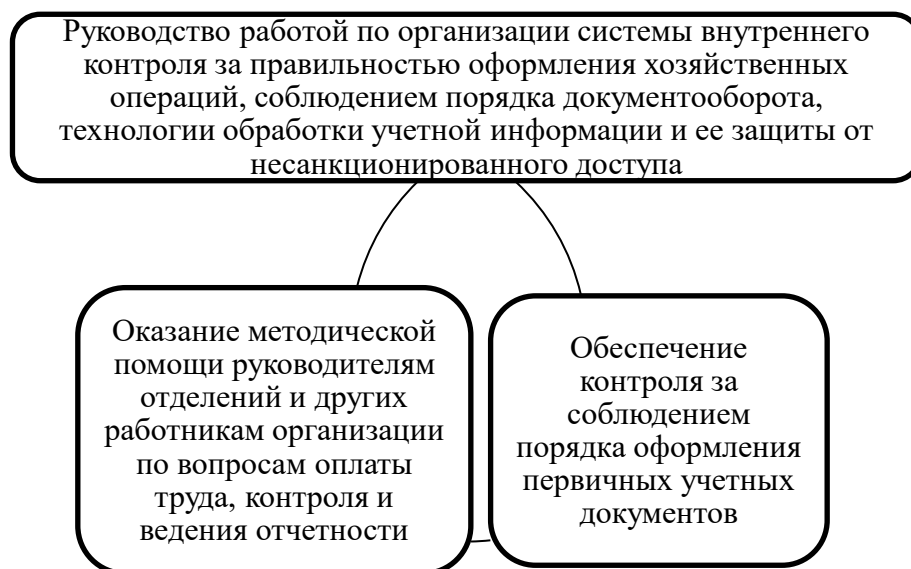 Руководство работой по организации системы внутреннего
контроля за правильностью оформления хозяйственных
операций, соблюдением порядка документооборота,
технологии обработки учетной информации и ее защиты от
несанкционированного доступа
Оказание методической
помощи руководителям
отделений и других
работникам организации
по вопросам оплаты
труда, контроля и
ведения отчетности
Обеспечение
контроля за
соблюдением
порядка оформления
первичных учетных
документов